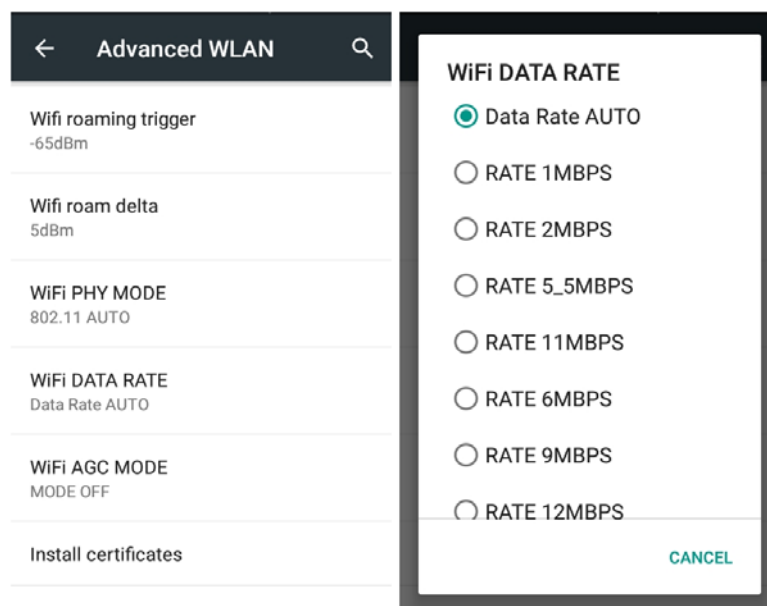 Advanced WLAN
Wifi roaming trigger
-65dBm
Wifi roam delta
5dBm
WiFi PHY MODE
802.11 AUTO
WiFi DATA RATE
Data Rate AUTO
WiFi AGC MODE
MODE OFF
Install certificates
WiFi DATA RATE
Data Rate AUTO
RATE 1MBPS
RATE 2MBPS
RATE 5_5MBPS
RATE 11MBPS
RATE 6MBPS
RATE 9MBPS
RATE 12MBPS
CANCEL